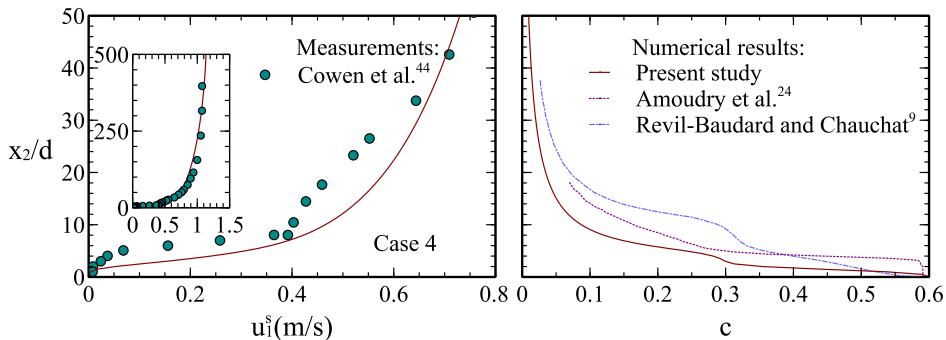 50
40
30
20
10
0
x₂/d
500
250
0
0 0.5 1 1.5
Measurements:
Cowen et al.⁴⁴
Case 4
0 0.2 0.4 0.6 0.8
u₁ˢ(m/s)
Numerical results:
Present study
Amoudry et al.²⁴
Revil-Baudard and Chauchat⁹
0 0.1 0.2 0.3 0.4 0.5 0.6
c